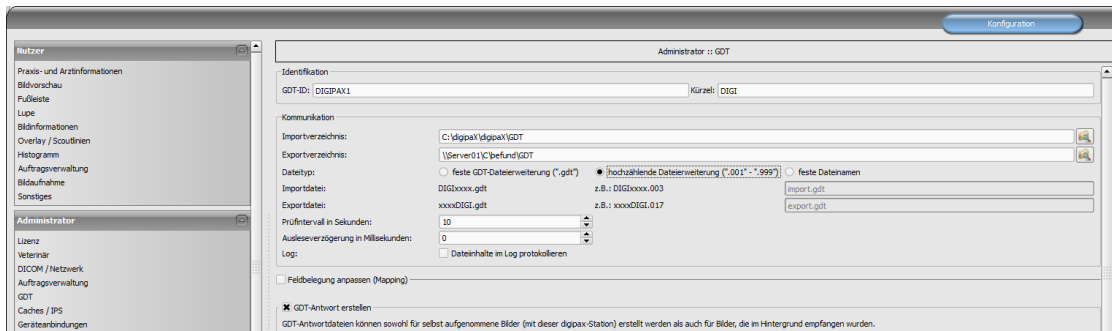 Konfiguration
Nutzer
Praxis- und Arztinformationen
Bildvorschau
Fußleiste
Lupe
Bildinformationen
Overlay / Scoutlinien
Histogramm
Auftragsverwaltung
Bildaufnahme
Sonstiges
Administrator
Lizenz
Veterinär
DICOM / Netzwerk
Auftragsverwaltung
GDT
Caches / IPS
Geräteanbindungen
Administrator :: GDT
Identifikation
GDT-ID: DIGIPAX1 Kürzel: DIGI
Kommunikation
Importverzeichnis: C:\digipaX\digipaX\GDT
Exportverzeichnis: \\Server01\C\befund\GDT
Dateityp: feste GDT-Dateierweiterung (".gdt") hochzählende Dateierweiterung (".001" - ".999") feste Dateinamen
Importdatei: DIGIxxxx.gdt z.B.: DIGIxxxx.003 import.gdt
Exportdatei: xxxxDIGI.gdt z.B.: xxxxDIGI.017 export.gdt
Prüfintervall in Sekunden: 10
Ausleseverzögerung in Millisekunden: 0
Log: Dateiinhalte im Log protokollieren
Feldbelegung anpassen (Mapping)
GDT-Antwort erstellen
GDT-Antwortdateien können sowohl für selbst aufgenommene Bilder (mit dieser digipax-Station) erstellt werden als auch für Bilder, die im Hintergrund empfangen wurden.